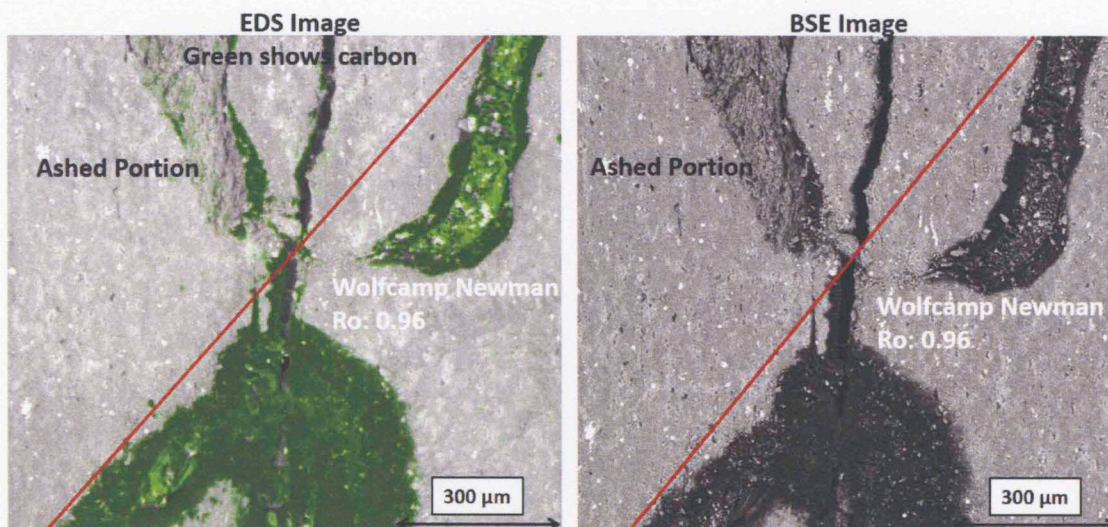 EDS Image
Green shows carbon
Ashed Portion
Wolfcamp Newman
Ro: 0.96
300 µm
BSE Image
Ashed Portion
Wolfcamp Newman
Ro: 0.96
300 µm